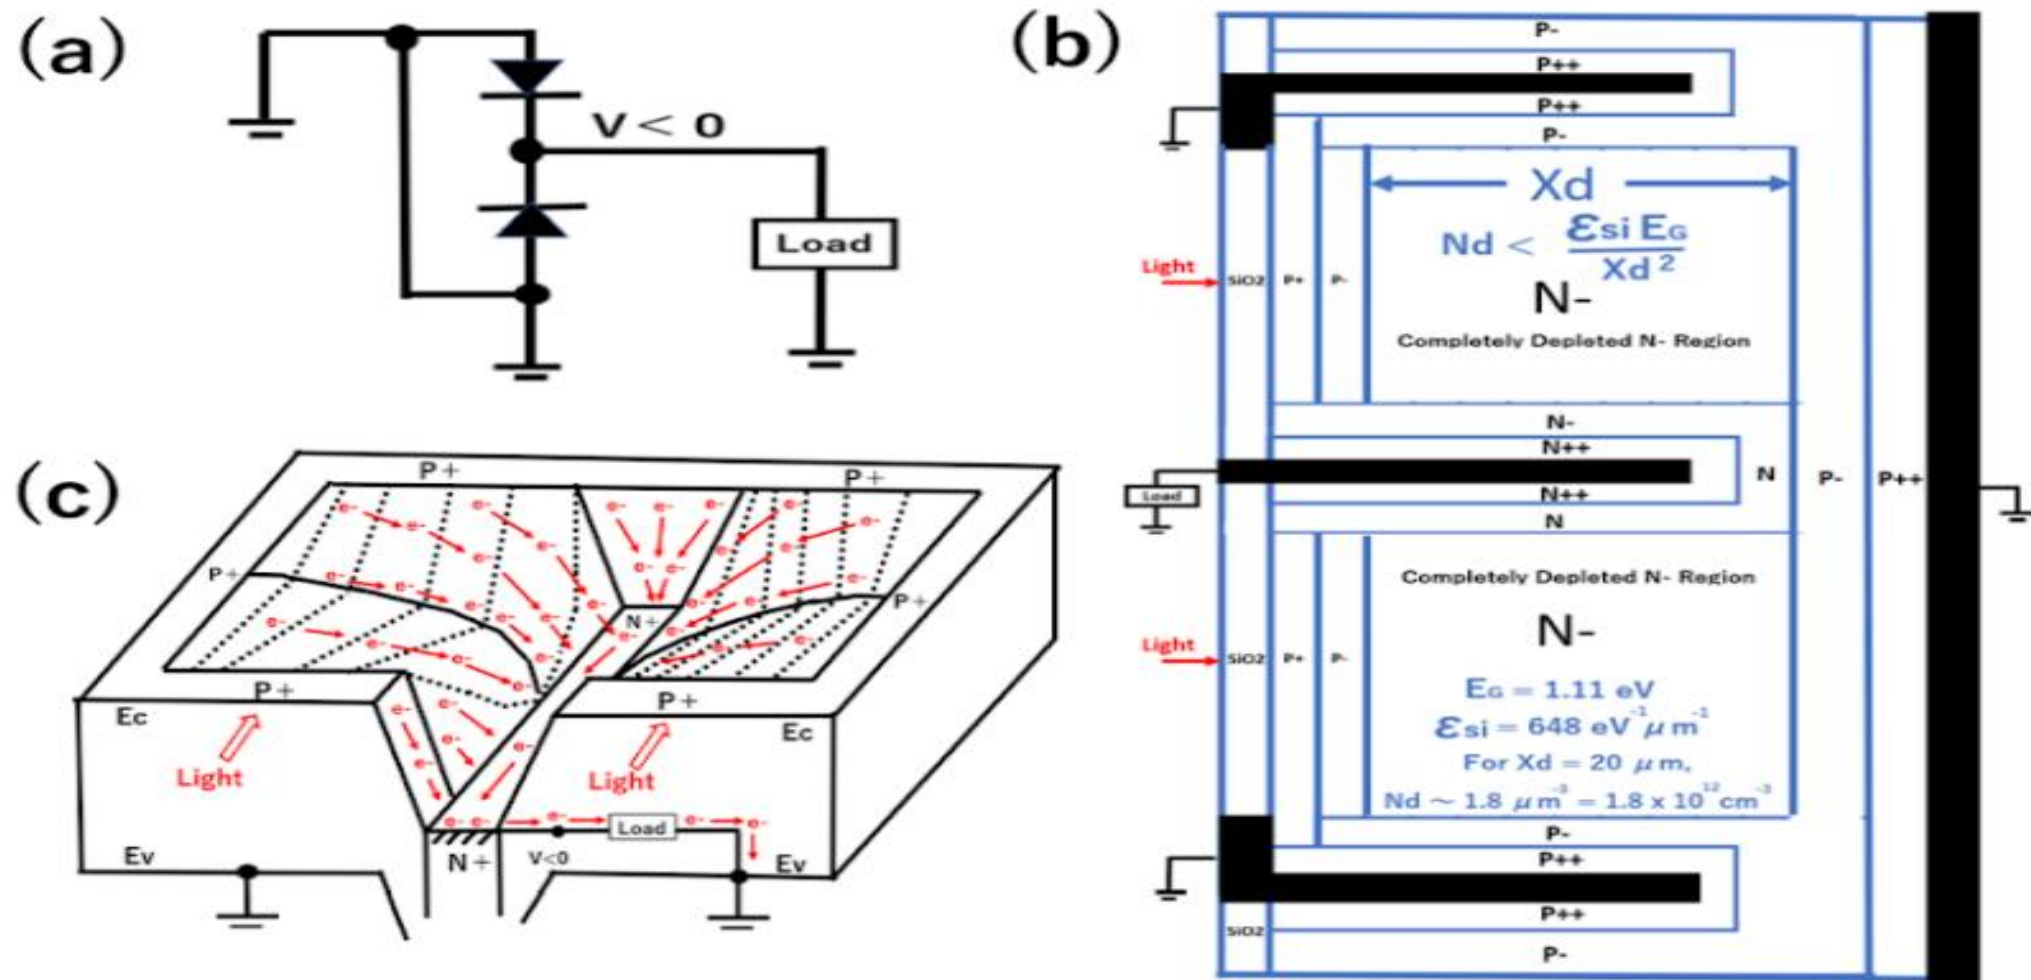 (a)
V < 0
Load
(b)
P-
P++
P++
P-
Xd
Nd < εsi EG / Xd²
Light
SiO2
P+
P-
N-
Completely Depleted N- Region
N-
N++
Load
N++
N
N
P-
P++
Completely Depleted N- Region
N-
Light
SiO2
P+
P-
EG = 1.11 eV
εsi = 648 eV⁻¹ μm⁻¹
For Xd = 20 μm,
Nd ~ 1.8 μm⁻³ = 1.8 x 10¹² cm⁻³
P-
P++
P++
SiO2
P-
(c)
P+
P+
e- e- e- e- e- e- e-
e- e- e- e- e-
e- e- e- e-
P+
e- e- e- e-
P+
e- e- e- e-
N+
e- e-
e- e- e- e- e-
e-
P+
P+
e- e-
Ec
Ec
e- e-
e-
Light
Light
e- e- e- e- e-
Load
N+
V<0
Ev
Ev